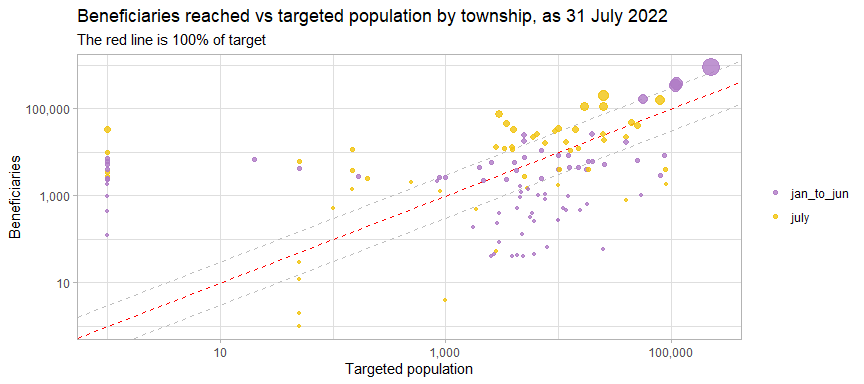 Beneficiaries reached vs targeted population by township, as 31 July 2022
The red line is 100% of target
100,000
1,000
10
Beneficiaries
10
1,000
100,000
Targeted population
jan_to_jun
july